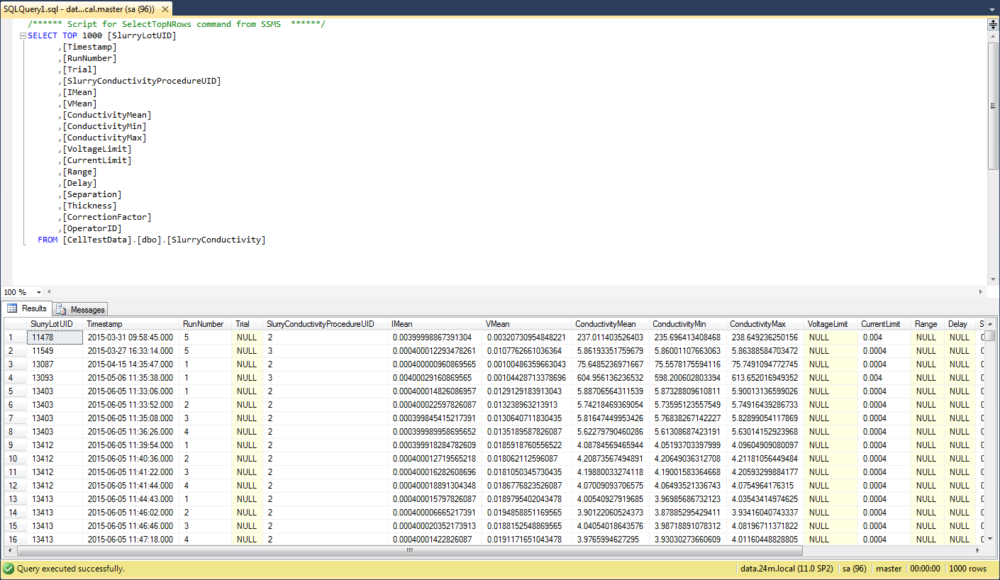 SQLQuery1.sql - dat...cal.master (sa (96))
/****** Script for SelectTopNRows command from SSMS ******/
SELECT TOP 1000 [SlurryLotUID]
,[Timestamp]
,[RunNumber]
,[Trial]
,[SlurryConductivityProcedureUID]
,[IMean]
,[VMean]
,[ConductivityMean]
,[ConductivityMin]
,[ConductivityMax]
,[VoltageLimit]
,[CurrentLimit]
,[Range]
,[Delay]
,[Separation]
,[Thickness]
,[CorrectionFactor]
,[OperatorID]
FROM [CellTestData].[dbo].[SlurryConductivity]
100 %
Results Messages
SlurryLotUID Timestamp RunNumber Trial SlurryConductivityProcedureUID IMean VMean ConductivityMean ConductivityMin ConductivityMax VoltageLimit CurrentLimit Range Delay S
1 11478 2015-03-31 09:58:45.000 5 NULL 2 0.00399998867391304 0.00320730954848221 237.011403526403 235.696413408468 238.649236250156 NULL 0.004 NULL NULL
2 11549 2015-03-27 16:33:14.000 5 NULL 3 0.000400012293478261 0.0107762661036364 5.86193351759679 5.86001107663063 5.86388584703472 NULL 0.0004 NULL NULL
3 13087 2015-04-15 14:35:47.000 1 NULL 2 0.000400000960869565 0.00100486359663043 75.6485236971667 75.5578175594116 75.7491094772745 NULL 0.0004 NULL NULL
4 13093 2015-05-06 11:35:38.000 1 NULL 3 0.00400029160869565 0.00104428713378696 604.956136236532 598.200602803394 613.652016949352 NULL 0.004 NULL NULL
5 13403 2015-06-05 11:33:06.000 1 NULL 2 0.000400014826086957 0.0129129183913043 5.88706564311539 5.87328809610811 5.90013136599026 NULL 0.0004 NULL NULL
6 13403 2015-06-05 11:33:52.000 2 NULL 2 0.000400022597826087 0.013238963213913 5.74218469369054 5.73595123557549 5.74916439286733 NULL 0.0004 NULL NULL
7 13403 2015-06-05 11:35:08.000 3 NULL 2 0.000399984541521​7391 0.0130640711830435 5.81647449953426 5.76838267142227 5.82899054117869 NULL 0.0004 NULL NULL
8 13403 2015-06-05 11:36:26.000 4 NULL 2 0.000399989958695652 0.0135189587826087 5.62279790460286 5.61308687423191 5.63014152923968 NULL 0.0004 NULL NULL
9 13412 2015-06-05 11:39:54.000 1 NULL 2 0.000399918284782609 0.0185918760556522 4.08784569465944 4.05193703397999 4.09604909080097 NULL 0.0004 NULL NULL
10 13412 2015-06-05 11:40:36.000 2 NULL 2 0.000400012719565218 0.018062112596087 4.20873567494891 4.20649036312708 4.21181056449484 NULL 0.0004 NULL NULL
11 13412 2015-06-05 11:41:22.000 3 NULL 2 0.000400016282608696 0.0181050345730435 4.19880033274118 4.19001583364668 4.20593299884177 NULL 0.0004 NULL NULL
12 13412 2015-06-05 11:41:44.000 4 NULL 2 0.000400018891304348 0.0186776823526087 4.07009093706575 4.06493521336743 4.0754964176315 NULL 0.0004 NULL NULL
13 13413 2015-06-05 11:44:43.000 1 NULL 2 0.000400015797826087 0.0189795402043478 4.00540927919685 3.96985686732123 4.03543414974625 NULL 0.0004 NULL NULL
14 13413 2015-06-05 11:46:02.000 2 NULL 2 0.000400006665217391 0.0194858851169565 3.90122060524373 3.87885295429411 3.93416040743337 NULL 0.0004 NULL NULL
15 13413 2015-06-05 11:46:46.000 3 NULL 2 0.000400020352173913 0.0188152548869565 4.04054018643576 3.98718891078312 4.08196711371822 NULL 0.0004 NULL NULL
16 13413 2015-06-05 11:47:18.000 4 NULL 2 0.00040001422826087 0.0191171651043478 3.9765994627295 3.93030273660609 4.01160448828805 NULL 0.0004 NULL NULL
Query executed successfully. data.24m.local (11.0 SP2) sa (96) master 00:00:00 1000 rows